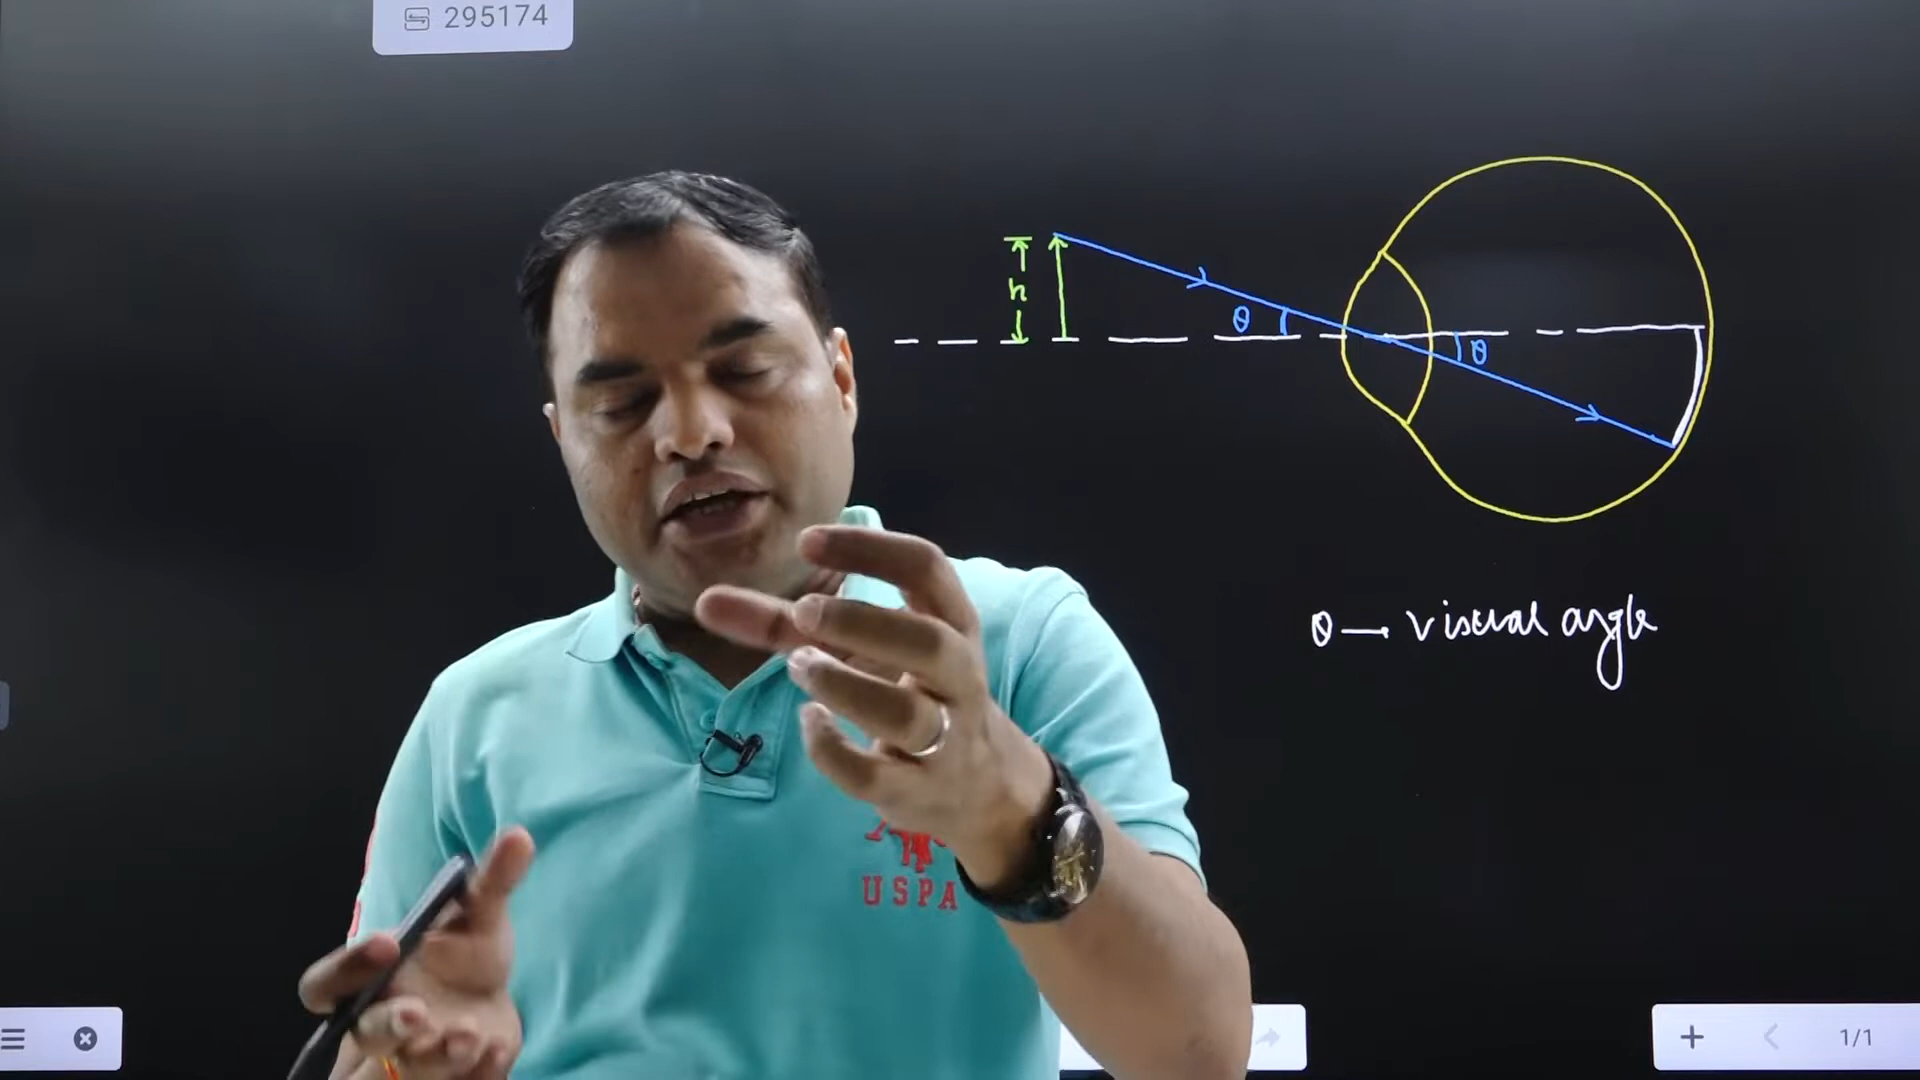 295174
h
θ
θ
θ → visual angle
USPA
1/1